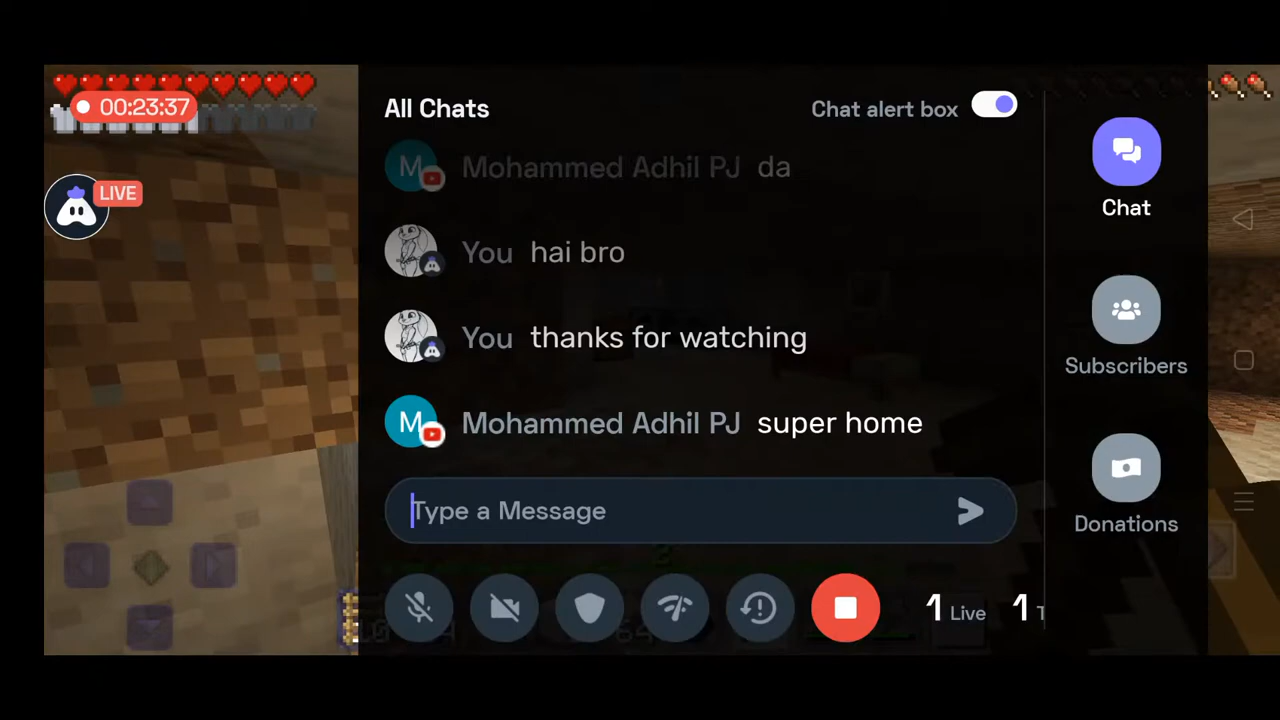 00:23:37
LIVE
All Chats
Chat alert box
M Mohammed Adhil PJ da
You hai bro
You thanks for watching
M Mohammed Adhil PJ super home
Type a Message
1 Live 1
Chat
Subscribers
Donations